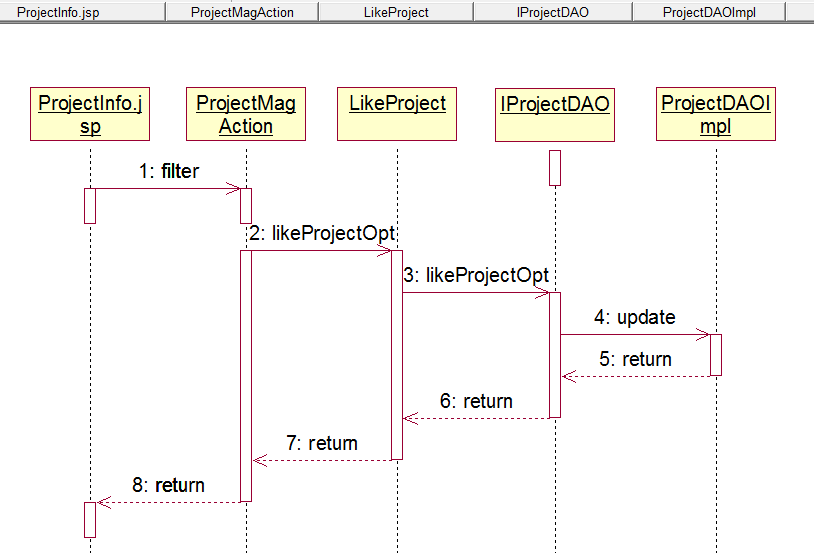 ProjectInfo.jsp
ProjectMagAction
LikeProject
IProjectDAO
ProjectDAOImpl
ProjectInfo.j
sp
ProjectMag
Action
LikeProject
IProjectDAO
ProjectDAOI
mpl
1: filter
2: likeProjectOpt
3: likeProjectOpt
4: update
5: return
6: return
7: return
8: return